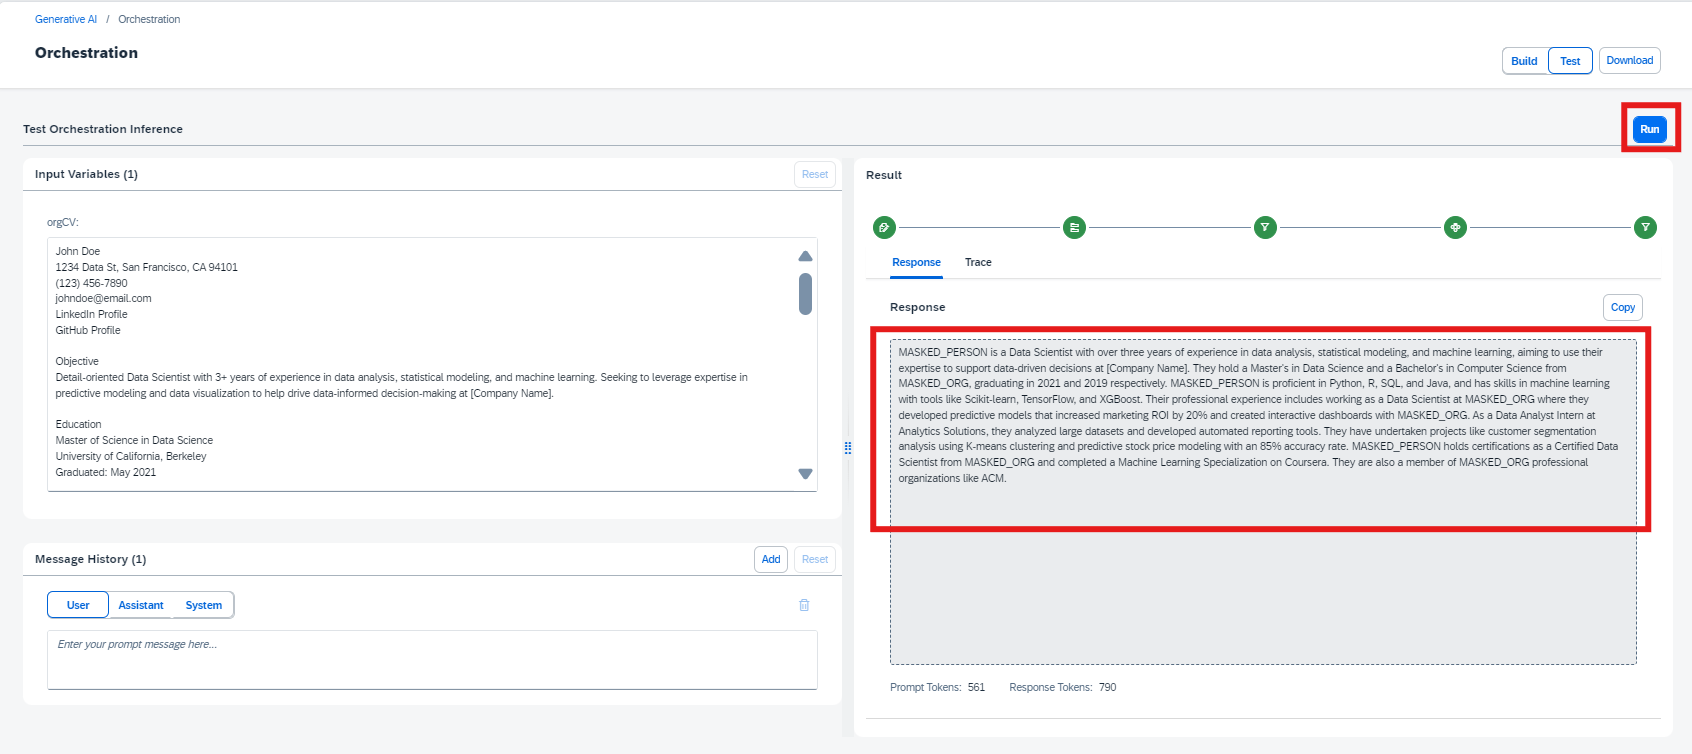 Generative AI / Orchestration
Orchestration
Build Test Download
Test Orchestration Inference
Run
Input Variables (1)
Reset
orgCV:
John Doe
1234 Data St, San Francisco, CA 94101
(123) 456-7890
johndoe@email.com
LinkedIn Profile
GitHub Profile
Objective
Detail-oriented Data Scientist with 3+ years of experience in data analysis, statistical modeling, and machine learning. Seeking to leverage expertise in
predictive modeling and data visualization to help drive data-informed decision-making at [Company Name].
Education
Master of Science in Data Science
University of California, Berkeley
Graduated: May 2021
Message History (1)
Add Reset
User Assistant System
Enter your prompt message here...
Result
Response Trace
Response
Copy
MASKED_PERSON is a Data Scientist with over three years of experience in data analysis, statistical modeling, and machine learning, aiming to use their
expertise to support data-driven decisions at [Company Name]. They hold a Master's in Data Science and a Bachelor's in Computer Science from
MASKED_ORG, graduating in 2021 and 2019 respectively. MASKED_PERSON is proficient in Python, R, SQL, and Java, and has skills in machine learning
with tools like Scikit-learn, TensorFlow, and XGBoost. Their professional experience includes working as a Data Scientist at MASKED_ORG where they
developed predictive models that increased marketing ROI by 20% and created interactive dashboards with MASKED_ORG. As a Data Analyst Intern at
Analytics Solutions, they analyzed large datasets and developed automated reporting tools. They have undertaken projects like customer segmentation
analysis using K-means clustering and predictive stock price modeling with an 85% accuracy rate. MASKED_PERSON holds certifications as a Certified Data
Scientist from MASKED_ORG and completed a Machine Learning Specialization on Coursera. They are also a member of MASKED_ORG professional
organizations like ACM.
Prompt Tokens: 561 Response Tokens: 790